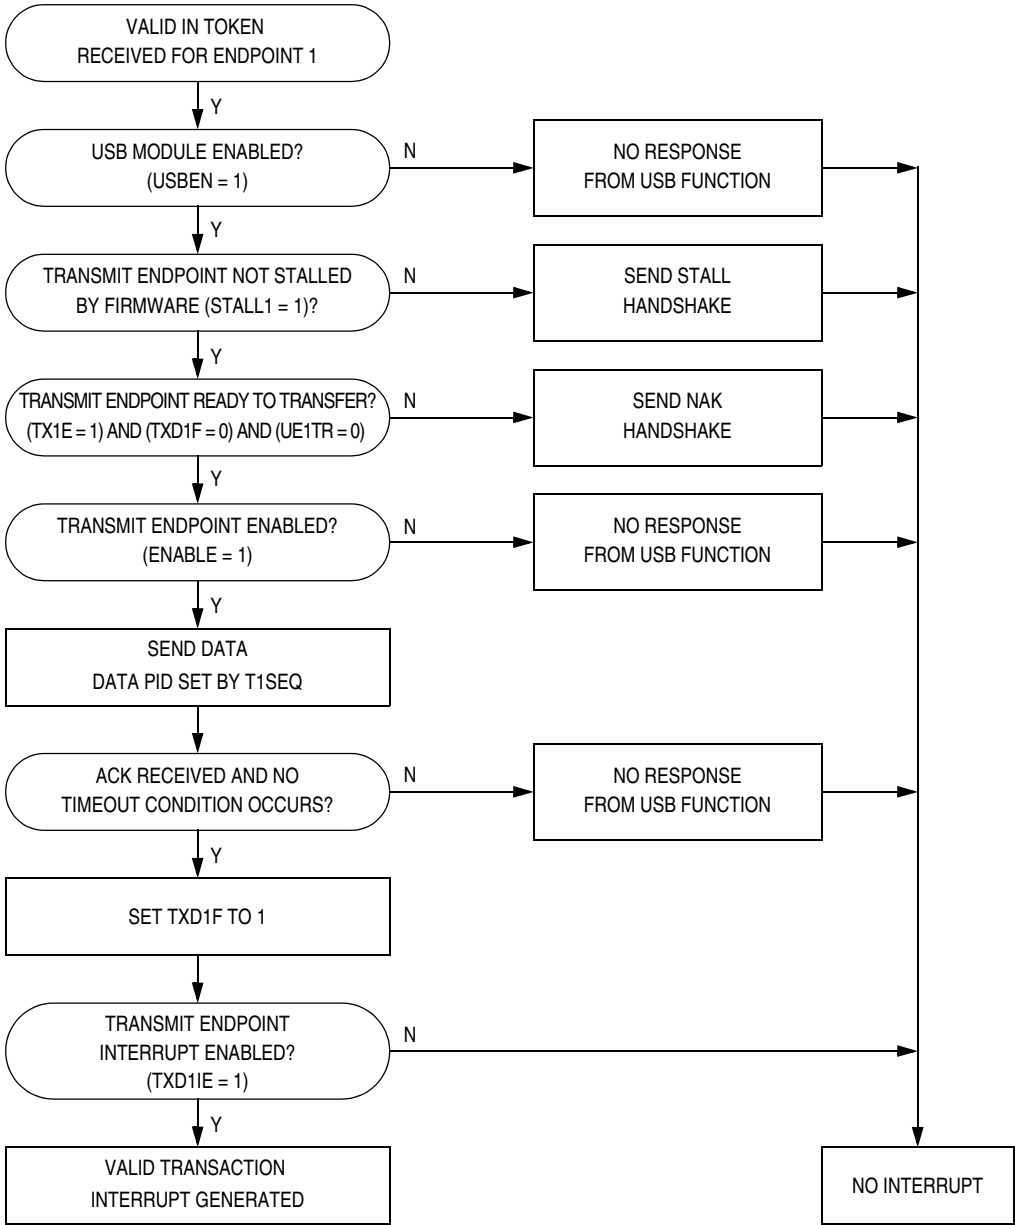 VALID IN TOKEN
RECEIVED FOR ENDPOINT 1
Y
USB MODULE ENABLED?
(USBEN = 1)
N
NO RESPONSE
FROM USB FUNCTION
Y
TRANSMIT ENDPOINT NOT STALLED
BY FIRMWARE (STALL1 = 1)?
N
SEND STALL
HANDSHAKE
Y
TRANSMIT ENDPOINT READY TO TRANSFER?
(TX1E = 1) AND (TXD1F = 0) AND (UE1TR = 0)
N
SEND NAK
HANDSHAKE
Y
TRANSMIT ENDPOINT ENABLED?
(ENABLE = 1)
N
NO RESPONSE
FROM USB FUNCTION
Y
SEND DATA
DATA PID SET BY T1SEQ
ACK RECEIVED AND NO
TIMEOUT CONDITION OCCURS?
N
NO RESPONSE
FROM USB FUNCTION
Y
SET TXD1F TO 1
TRANSMIT ENDPOINT
INTERRUPT ENABLED?
(TXD1IE = 1)
N
Y
VALID TRANSACTION
INTERRUPT GENERATED
NO INTERRUPT